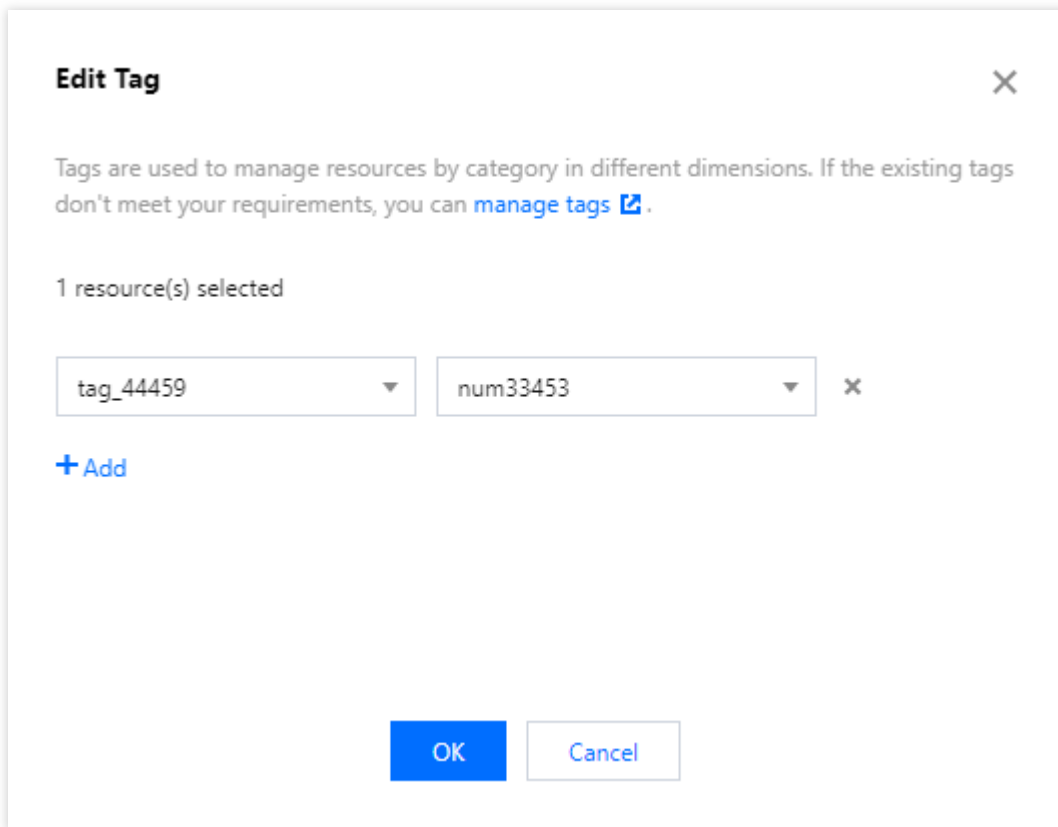 Edit Tag
Tags are used to manage resources by category in different dimensions. If the existing tags
don't meet your requirements, you can manage tags .
1 resource(s) selected
tag_44459 num33453
+ Add
OK Cancel